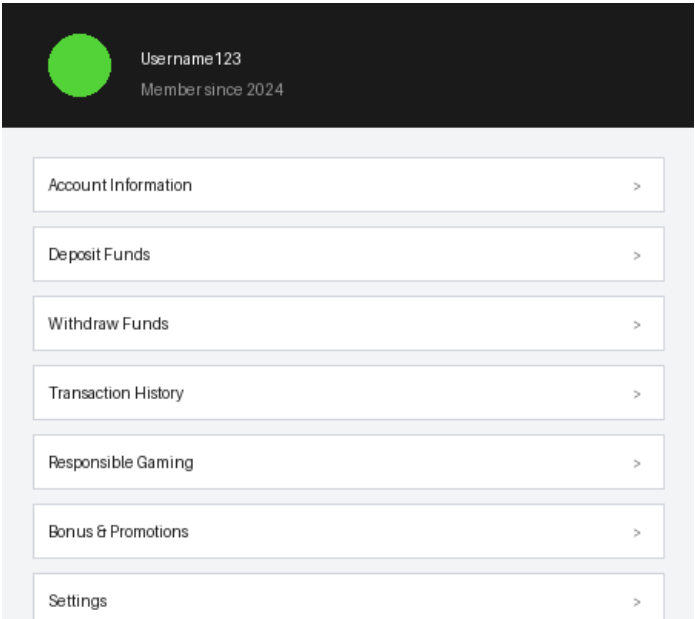 Username123
Member since 2024
Account Information >
Deposit Funds >
Withdraw Funds >
Transaction History >
Responsible Gaming >
Bonus & Promotions >
Settings >